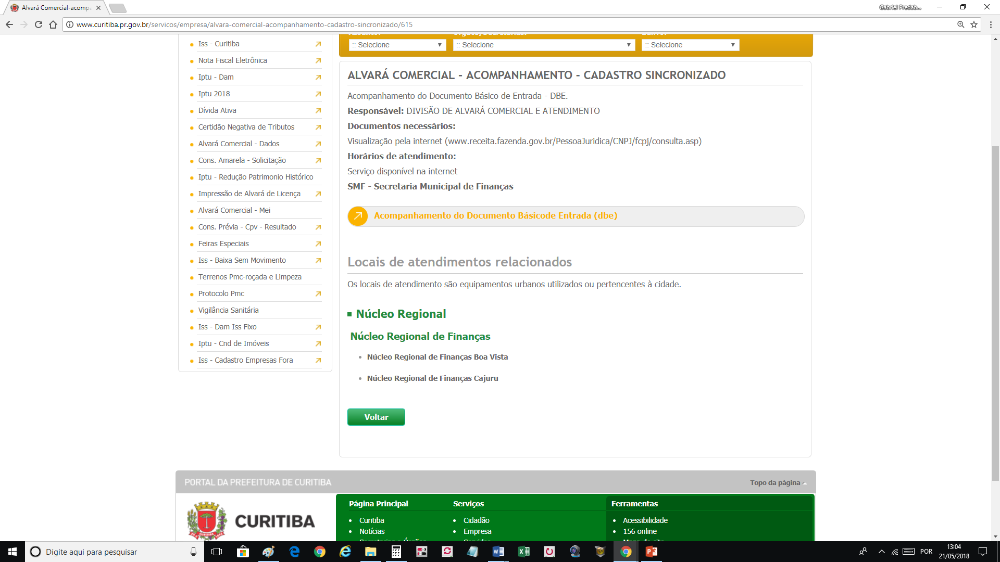 Alvará Comercial-acomp
Gabriel Predab...
www.curitiba.pr.gov.br/servicos/empresa/alvara-comercial-acompanhamento-cadastro-sincronizado/615
Iss - Curitiba
Nota Fiscal Eletrônica
Iptu - Dam
Iptu 2018
Dívida Ativa
Certidão Negativa de Tributos
Alvará Comercial - Dados
Cons. Amarela - Solicitação
Iptu - Redução Patrimonio Histórico
Impressão de Alvará de Licença
Alvará Comercial - Mei
Cons. Prévia - Cpv - Resultado
Feiras Especiais
Iss - Baixa Sem Movimento
Terrenos Pmc-roçada e Limpeza
Protocolo Pmc
Vigilância Sanitária
Iss - Dam Iss Fixo
Iptu - Cnd de Imóveis
Iss - Cadastro Empresas Fora
:: Selecione :: Selecione :: Selecione
ALVARÁ COMERCIAL - ACOMPANHAMENTO - CADASTRO SINCRONIZADO
Acompanhamento do Documento Básico de Entrada - DBE.
Responsável: DIVISÃO DE ALVARÁ COMERCIAL E ATENDIMENTO
Documentos necessários:
Visualização pela internet (www.receita.fazenda.gov.br/PessoaJuridica/CNPJ/fcpj/consulta.asp)
Horários de atendimento:
Serviço disponível na internet
SMF - Secretaria Municipal de Finanças
Acompanhamento do Documento Básicode Entrada (dbe)
Locais de atendimentos relacionados
Os locais de atendimento são equipamentos urbanos utilizados ou pertencentes à cidade.
Núcleo Regional
Núcleo Regional de Finanças
Núcleo Regional de Finanças Boa Vista
Núcleo Regional de Finanças Cajuru
Voltar
PORTAL DA PREFEITURA DE CURITIBA
Topo da página
CURITIBA
Página Principal
Curitiba
Notícias
Serviços
Cidadão
Empresa
Ferramentas
Acessibilidade
156 online
Digite aqui para pesquisar
POR
13:04
21/05/2018